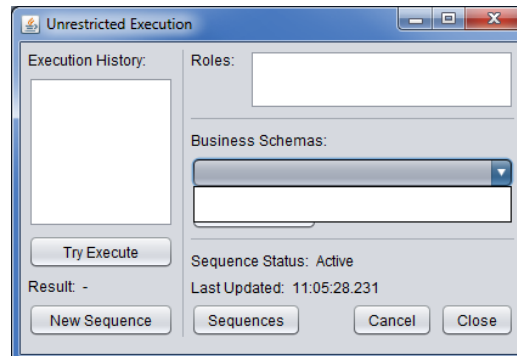 Unrestricted Execution
Execution History:
Roles:
Business Schemas:
Try Execute
Sequence Status: Active
Result: -
Last Updated: 11:05:28.231
New Sequence
Sequences
Cancel
Close